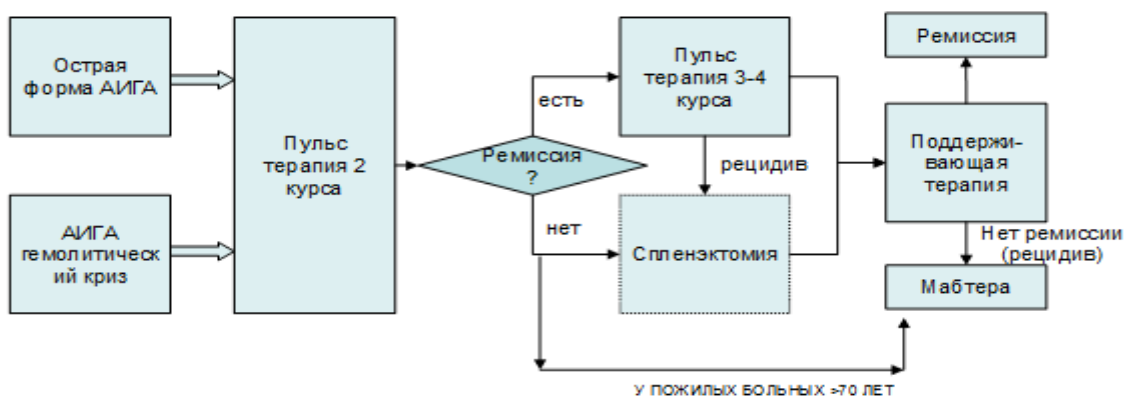 Острая
форма АИГА
АИГА
гемолитическ
ий криз
Пульс
терапия 2
курса
Ремиссия
?
есть
нет
Пульс
терапия 3-4
курса
рецидив
Спленэктомия
Ремиссия
Поддержи-
вающая
терапия
Нет ремиссии
(рецидив)
Мабтера
У ПОЖИЛЫХ БОЛЬНЫХ >70 ЛЕТ